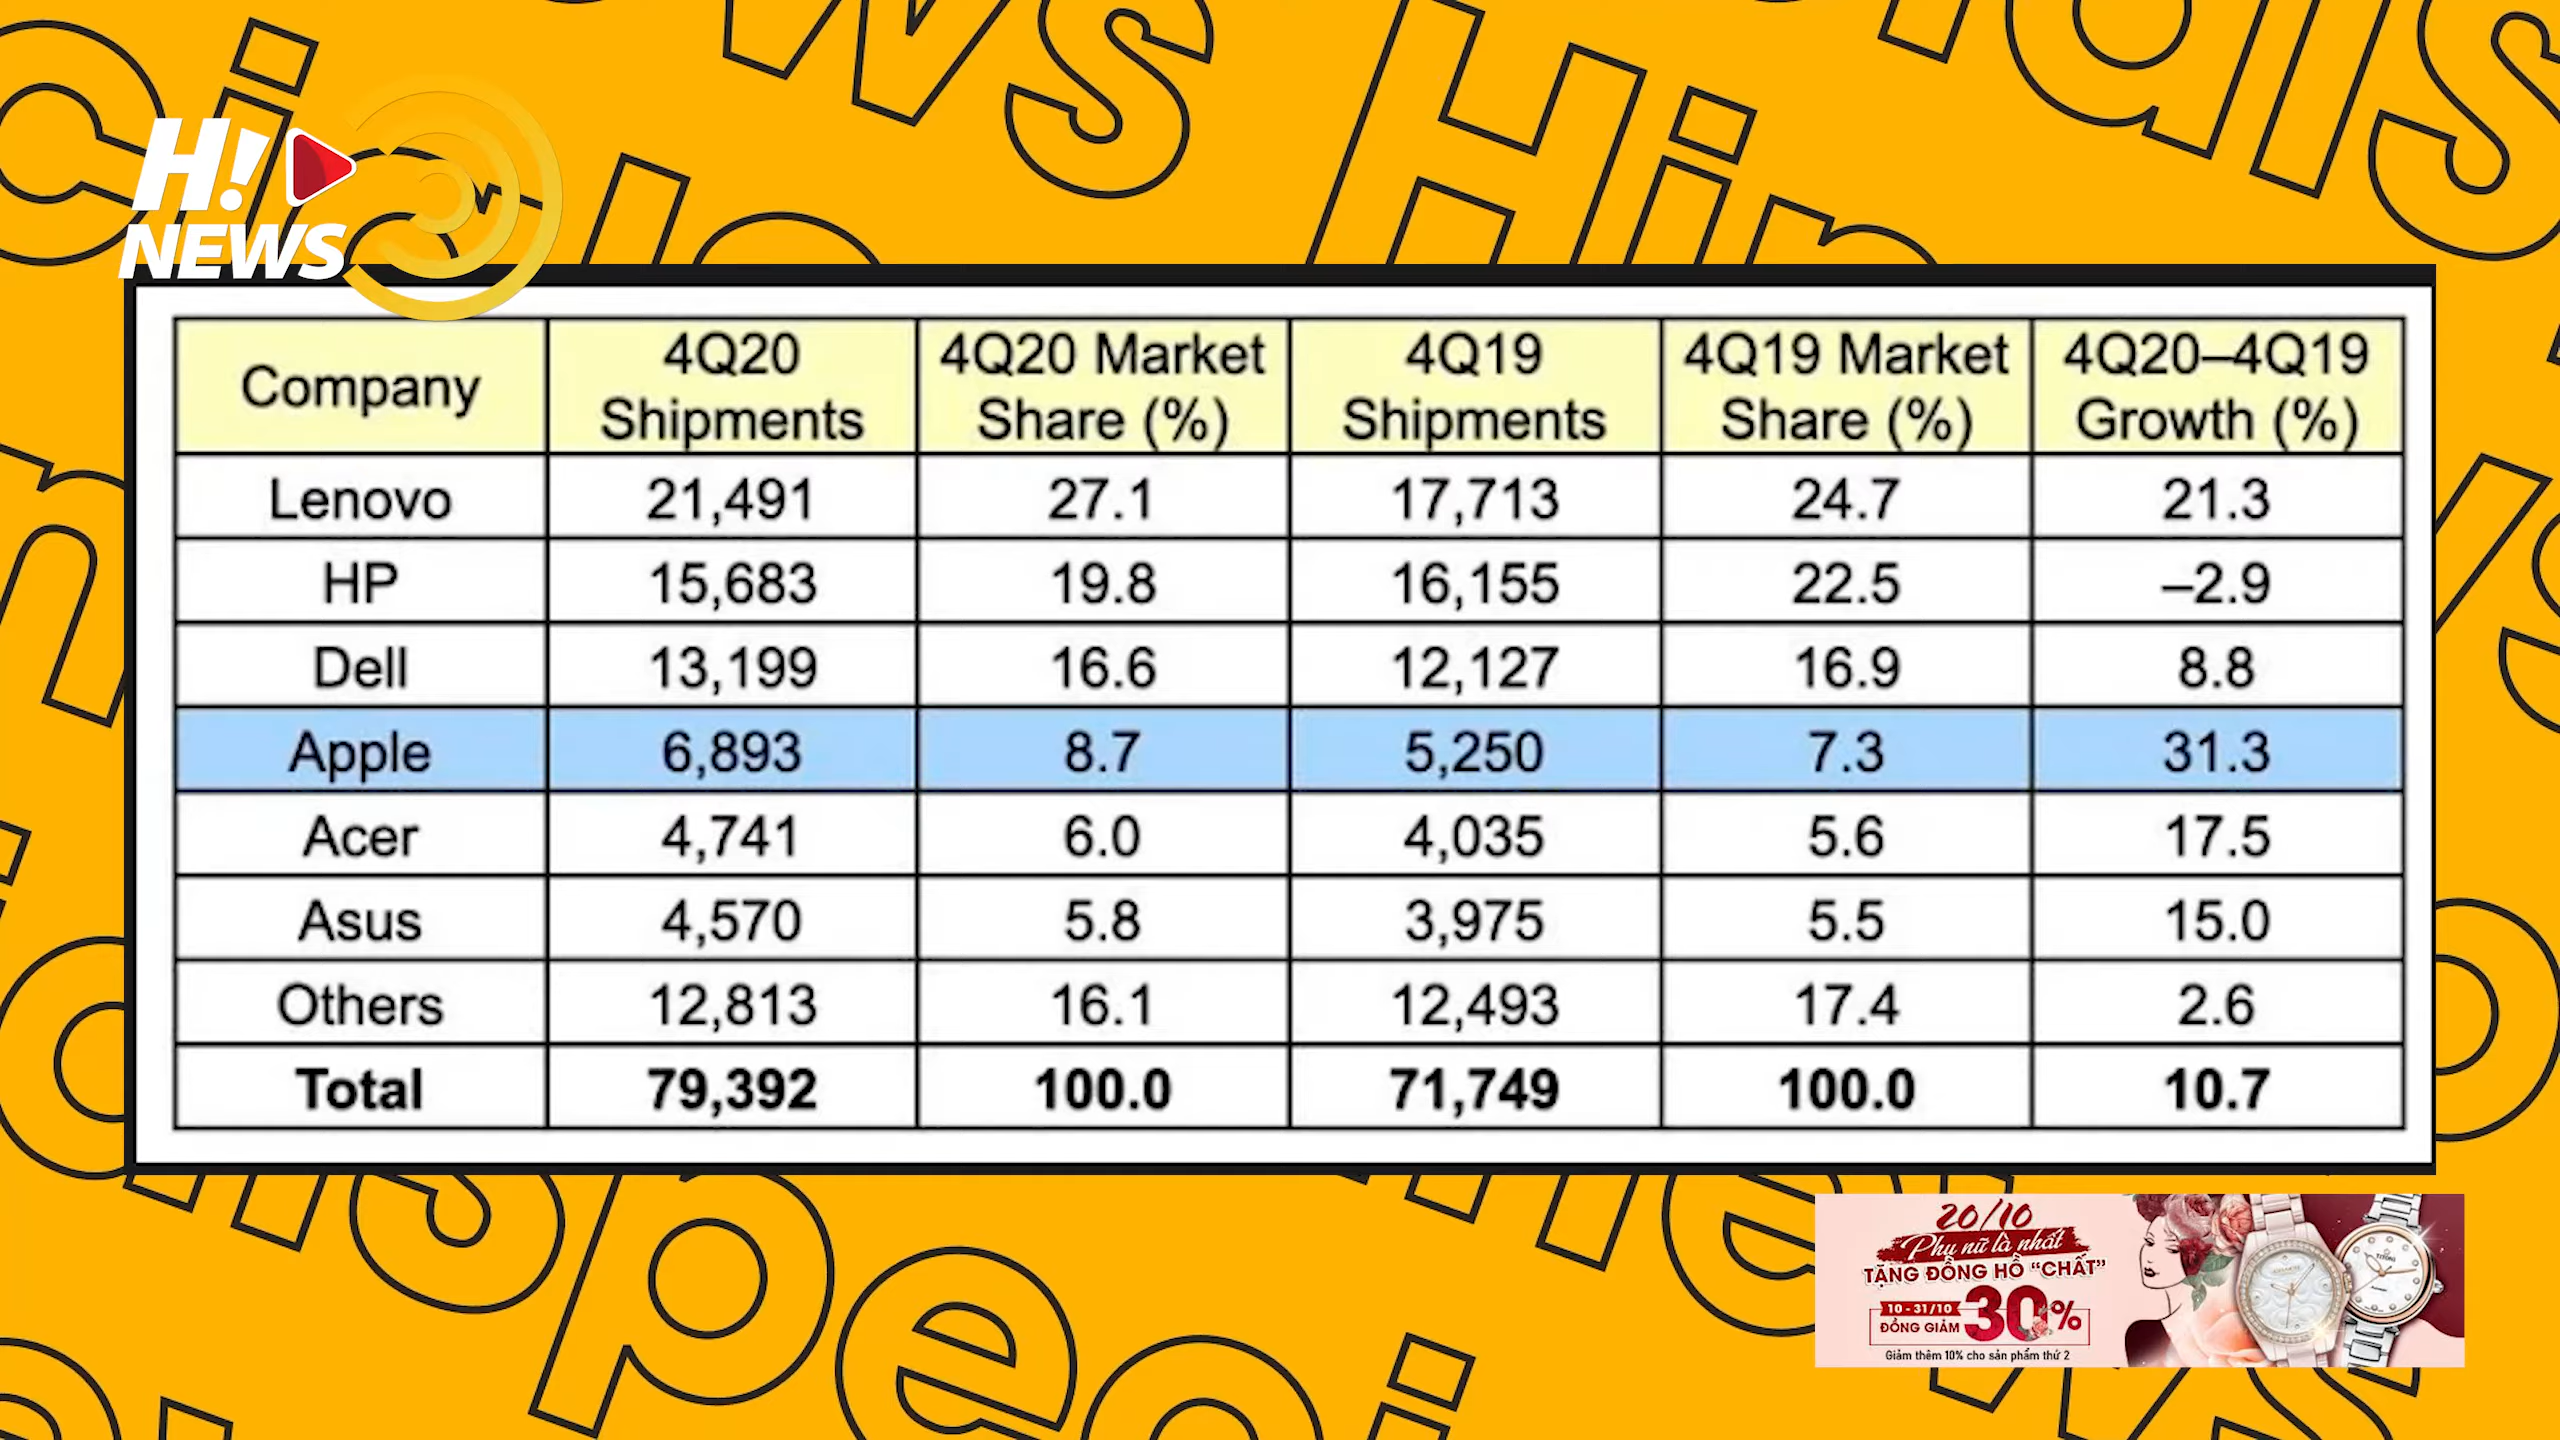 H!
NEWS
Company
4Q20
Shipments
4Q20 Market
Share (%)
4Q19
Shipments
4Q19 Market
Share (%)
4Q20–4Q19
Growth (%)
Lenovo 21,491 27.1 17,713 24.7 21.3
HP 15,683 19.8 16,155 22.5 –2.9
Dell 13,199 16.6 12,127 16.9 8.8
Apple 6,893 8.7 5,250 7.3 31.3
Acer 4,741 6.0 4,035 5.6 17.5
Asus 4,570 5.8 3,975 5.5 15.0
Others 12,813 16.1 12,493 17.4 2.6
Total 79,392 100.0 71,749 100.0 10.7
20/10
Phụ nữ là nhất
TẶNG ĐỒNG HỒ “CHẤT”
10 - 31/10
ĐỒNG GIẢM 30%
Giảm thêm 10% cho sản phẩm thứ 2